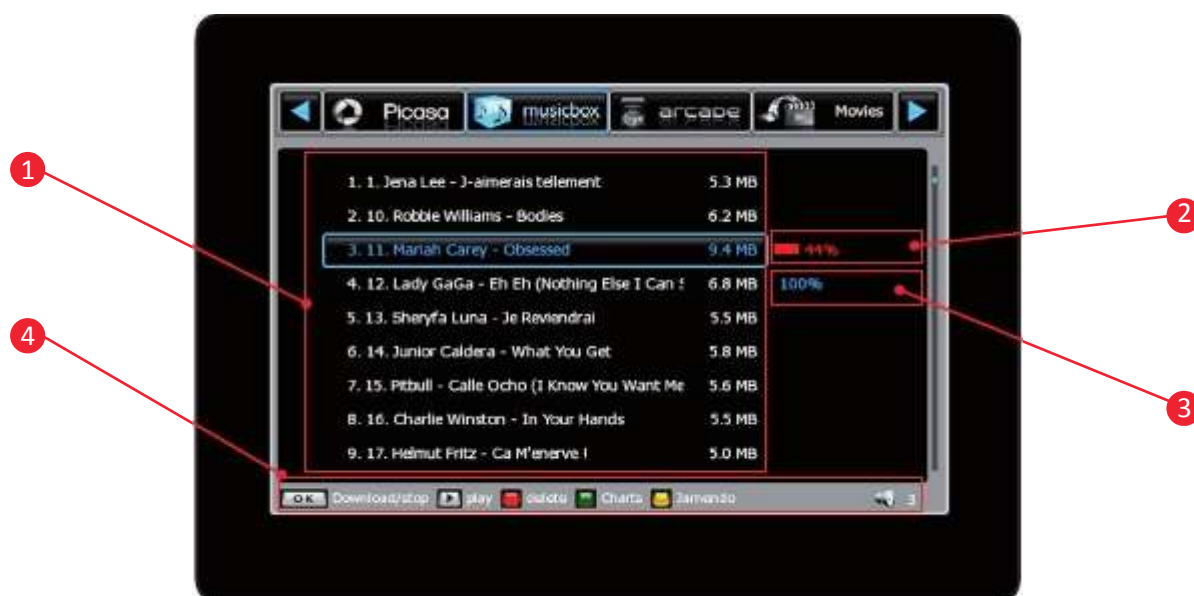 Picasa musicbox arcade Movies
1
1. 1. Jena Lee - J-aimerais tellement 5.3 MB
2. 10. Robbie Williams - Bodies 6.2 MB
2
3. 11. Mariah Carey - Obsessed 9.4 MB 44%
4. 12. Lady GaGa - Eh Eh (Nothing Else I Can S 6.8 MB 100%
5. 13. Sheryfa Luna - Je Reviendrai 5.5 MB
4
6. 14. Junior Caldera - What You Get 5.8 MB
7. 15. Pitbull - Calle Ocho (I Know You Want Me 5.6 MB
3
8. 16. Charlie Winston - In Your Hands 5.5 MB
9. 17. Helmut Fritz - Ca M'enerve ! 5.0 MB
OK Download/stop play delete Charts Jamendo 3